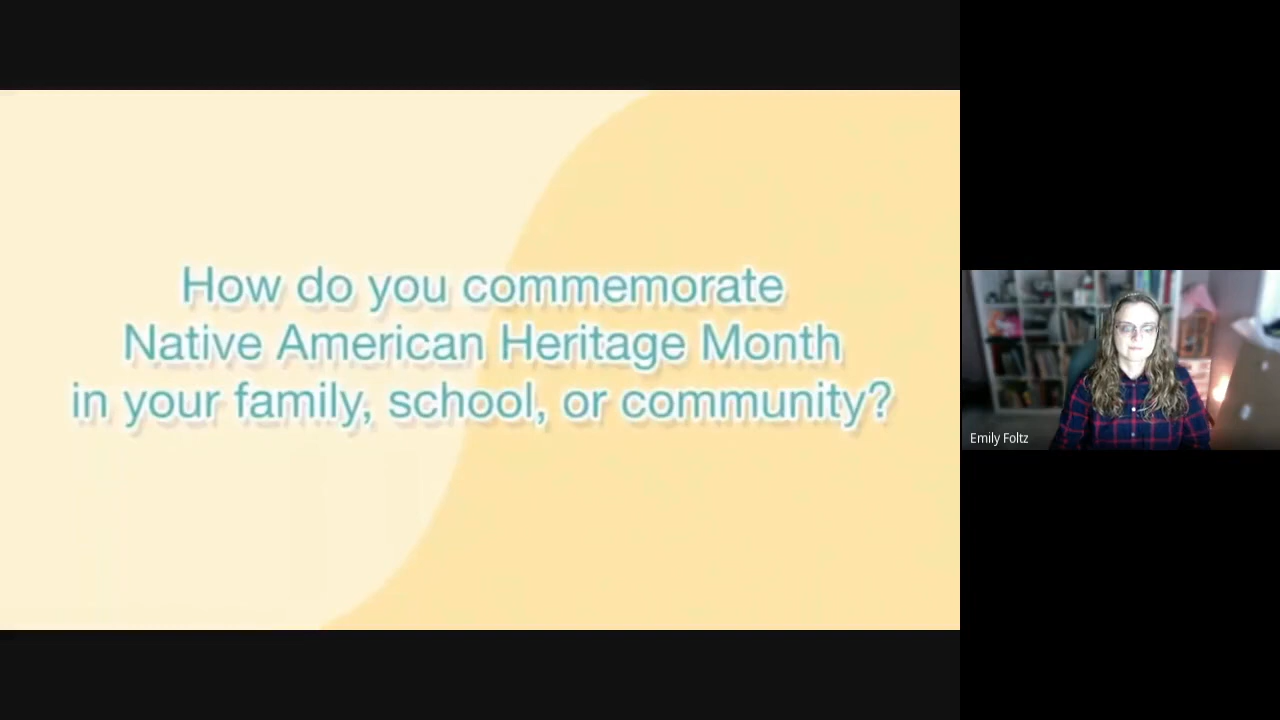 How do you commemorate
Native American Heritage Month
in your family, school, or community?
Emily Foltz